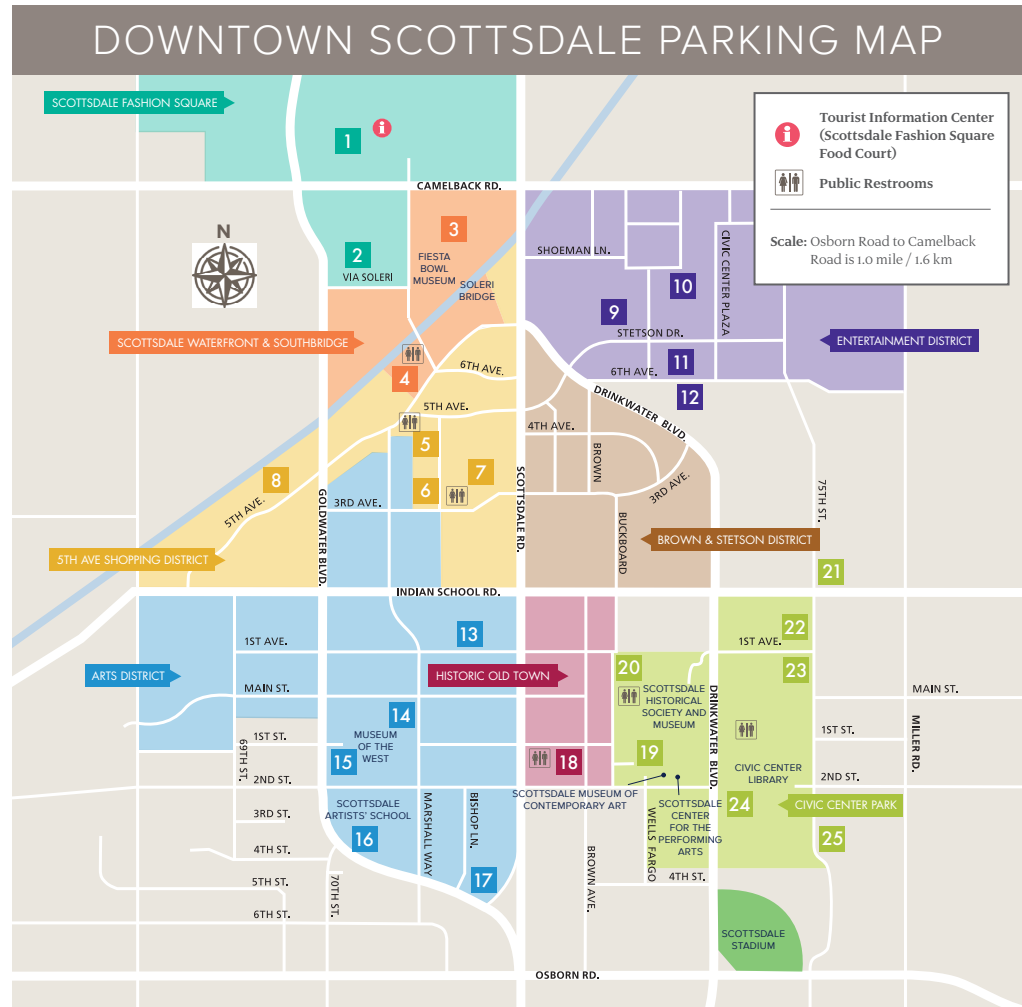 DOWNTOWN SCOTTSDALE PARKING MAP
SCOTTSDALE FASHION SQUARE
1
i
i
Tourist Information Center
(Scottsdale Fashion Square
Food Court)
Public Restrooms
Scale: Osborn Road to Camelback
Road is 1.0 mile / 1.6 km
CAMELBACK RD.
N
2
VIA SOLERI
3
FIESTA
BOWL
MUSEUM
SOLERI
BRIDGE
SHOEMAN LN.
CIVIC CENTER PLAZA
10
9
STETSON DR.
ENTERTAINMENT DISTRICT
SCOTTSDALE WATERFRONT & SOUTHBRIDGE
4
6TH AVE.
6TH AVE.
11
12
DRINKWATER BLVD.
5TH AVE.
5
4TH AVE.
BROWN
7
8
6
3RD AVE.
3RD AVE.
5TH AVE.
GOLDWATER BLVD.
SCOTTSDALE RD.
BUCKBOARD
75TH ST.
BROWN & STETSON DISTRICT
5TH AVE SHOPPING DISTRICT
21
INDIAN SCHOOL RD.
1ST AVE.
13
1ST AVE.
22
ARTS DISTRICT
HISTORIC OLD TOWN
20
23
MAIN ST.
MAIN ST.
SCOTTSDALE
HISTORICAL
SOCIETY AND
MUSEUM
DRINKWATER BLVD.
MILLER RD.
14
MUSEUM
OF THE
WEST
1ST ST.
1ST ST.
69TH ST.
15
18
19
CIVIC CENTER
LIBRARY
2ND ST.
2ND ST.
SCOTTSDALE MUSEUM OF
CONTEMPORARY ART
SCOTTSDALE
CENTER
FOR THE
PERFORMING
ARTS
24
CIVIC CENTER PARK
SCOTTSDALE
ARTISTS' SCHOOL
MARSHALL WAY
BISHOP LN.
WELLS FARGO
3RD ST.
16
25
4TH ST.
BROWN AVE.
4TH ST.
17
5TH ST.
70TH ST.
6TH ST.
SCOTTSDALE
STADIUM
OSBORN RD.